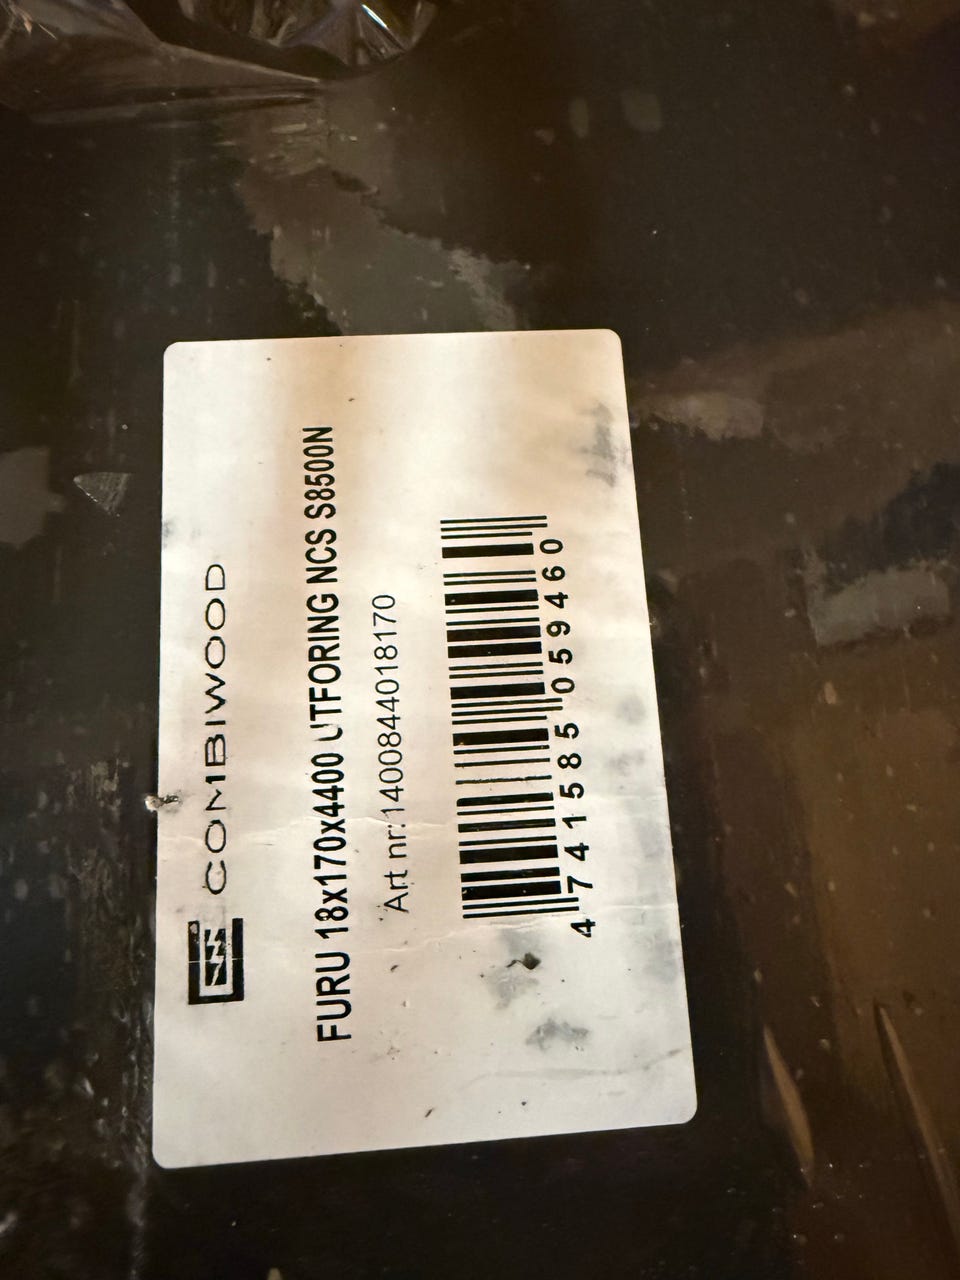 COMBIWOOD
FURU 18x170x4400 UTFORING NCS S8500N
Art nr:1400844018170
4 741585 059460